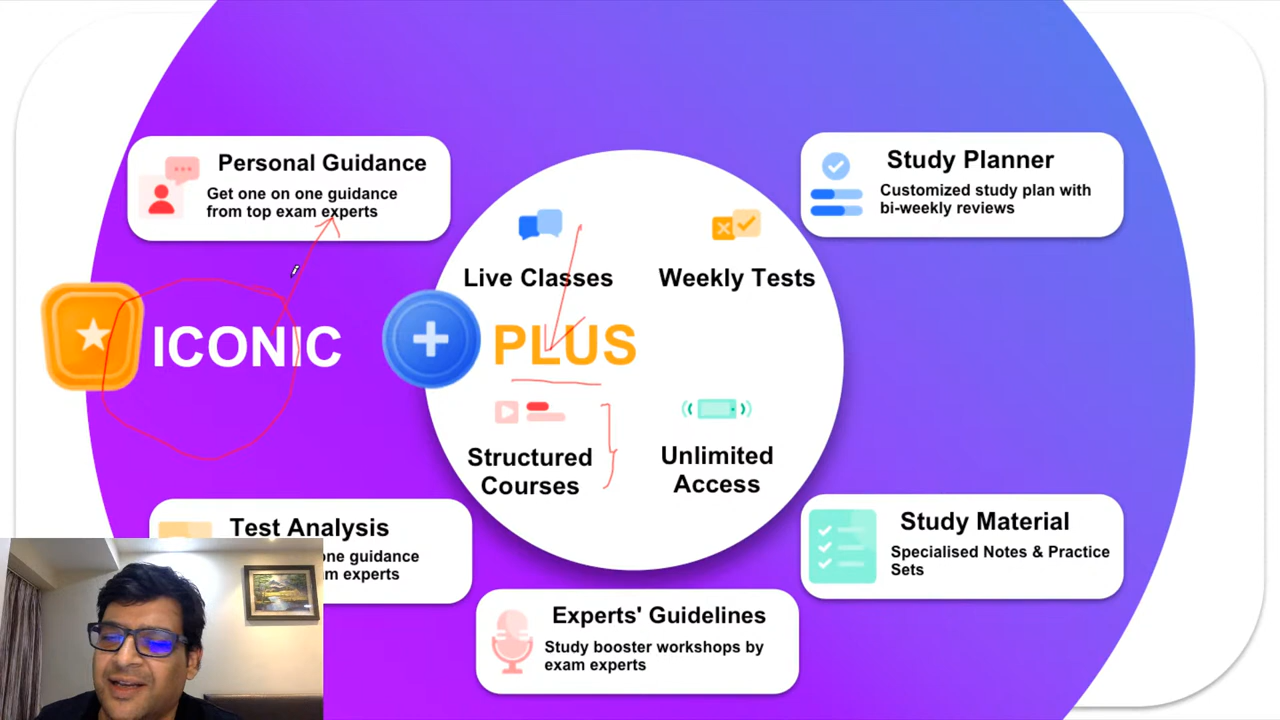 Personal Guidance
Get one on one guidance
from top exam experts
Study Planner
Customized study plan with
bi-weekly reviews
Live Classes
Weekly Tests
ICONIC
PLUS
Structured
Courses
Unlimited
Access
Test Analysis
one guidance
experts
Study Material
Specialised Notes & Practice
Sets
Experts' Guidelines
Study booster workshops by
exam experts